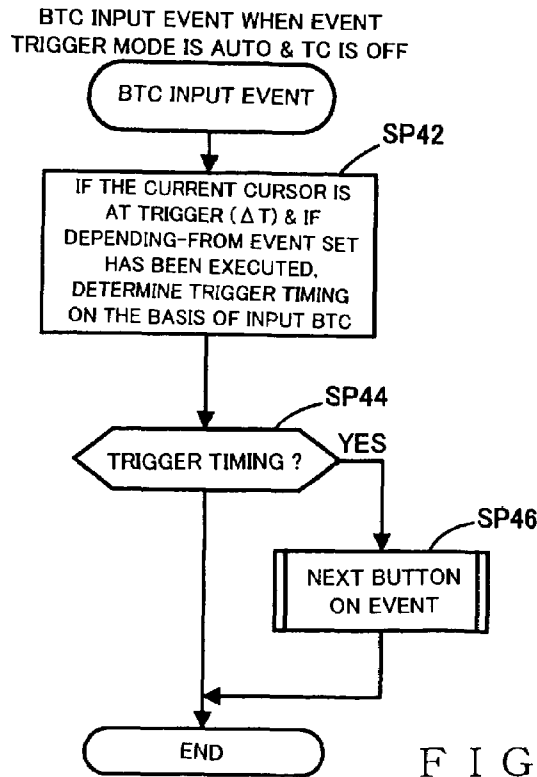 BTC INPUT EVENT WHEN EVENT
TRIGGER MODE IS AUTO & TC IS OFF
BTC INPUT EVENT
SP42
IF THE CURRENT CURSOR IS
AT TRIGGER (ΔT) & IF
DEPENDING-FROM EVENT SET
HAS BEEN EXECUTED,
DETERMINE TRIGGER TIMING
ON THE BASIS OF INPUT BTC
SP44
TRIGGER TIMING ?
YES
SP46
NEXT BUTTON
ON EVENT
END
F I G